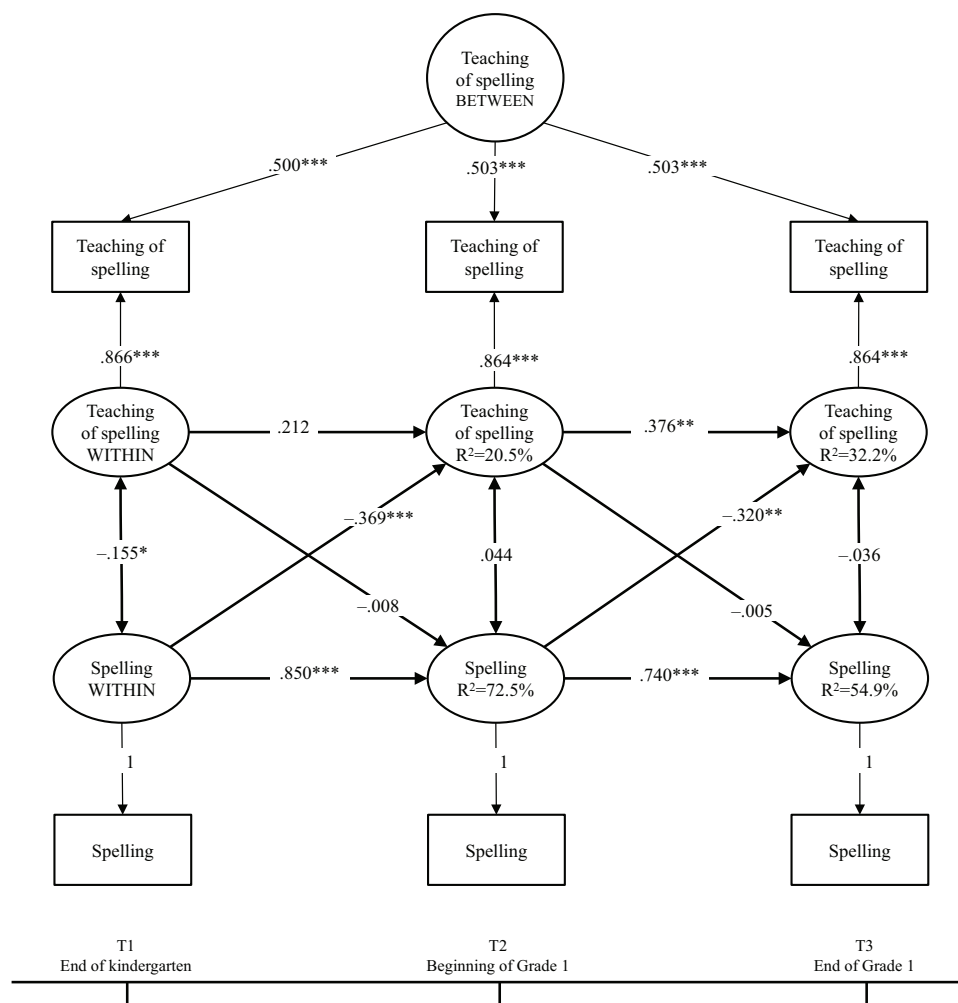 Teaching
of spelling
BETWEEN
.500***
.503***
.503***
Teaching of
spelling
Teaching of
spelling
Teaching of
spelling
.866***
.864***
.864***
Teaching
of spelling
WITHIN
.212
Teaching
of spelling
R²=20.5%
.376**
Teaching
of spelling
R²=32.2%
–.369***
–.320**
–.155*
.044
–.036
–.008
–.005
Spelling
WITHIN
.850***
Spelling
R²=72.5%
.740***
Spelling
R²=54.9%
1
1
1
Spelling
Spelling
Spelling
T1
End of kindergarten
T2
Beginning of Grade 1
T3
End of Grade 1